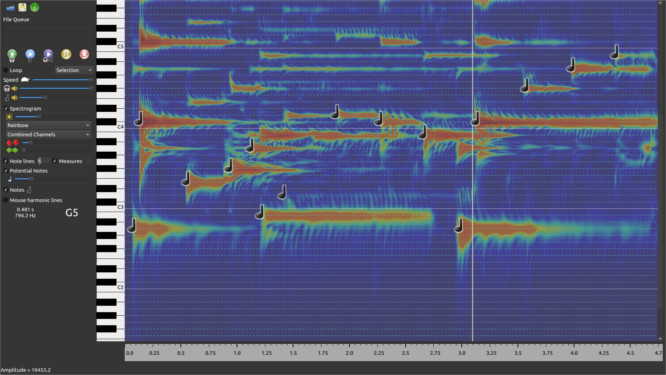 File Queue
Loop
Selection
Speed
Spectrogram
Rainbow
Combined Channels
Note lines
Measures
Potential Notes
Notes
Mouse harmonic lines
0.481 s
796.2 Hz
G5
C5
C4
C3
C2
0.0 0.25 0.5 0.75 1.0 1.25 1.5 1.75 2.0 2.25 2.5 2.75 3.0 3.25 3.5 3.75 4.0 4.25 4.5 4.7
Amplitude = 10453.2